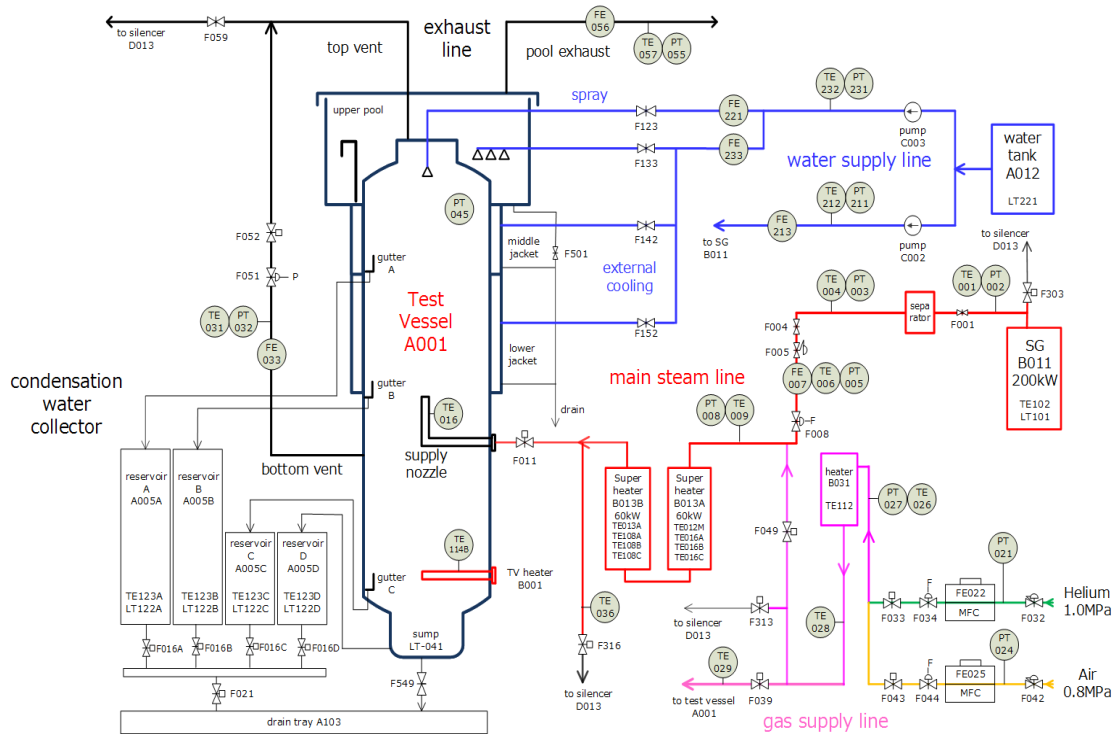 to silencer
D013
F059
top vent
exhaust
line
FE
056
pool exhaust
TE
057
PT
055
upper pool
spray
F123
FE
221
TE
232
PT
231
pump
C003
F133
FE
233
water supply line
water
tank
A012
LT221
PT
045
TE
212
PT
211
FE
213
to SG
B011
pump
C002
F142
middle
jacket
F501
external
cooling
F152
F052
F051
P
gutter
A
TE
031
PT
032
FE
033
Test
Vessel
A001
lower
jacket
drain
to silencer
D013
F303
TE
004
PT
003
sepa
rator
TE
001
PT
002
F001
F004
F005
SG
B011
200kW
TE102
LT101
main steam line
FE
007
TE
006
PT
005
PT
008
TE
009
F
F008
condensation
water
collector
gutter
B
TE
016
supply
nozzle
F011
bottom vent
reservoir
A
A005A
TE123A
LT122A
reservoir
B
A005B
TE123B
LT122B
reservoir
C
A005C
TE123C
LT122C
reservoir
D
A005D
TE123D
LT122D
Super
heater
B013B
60kW
TE013A
TE108A
TE108B
TE108C
Super
heater
B013A
60kW
TE012M
TE016A
TE016B
TE016C
heater
B031
TE112
PT
027
TE
026
F049
TE
114B
TV heater
B001
gutter
C
PT
021
F
FE022
MFC
F033
F034
F032
Helium
1.0MPa
TE
036
F316
to silencer
D013
to silencer
D013
F313
TE
028
PT
024
F
FE025
MFC
F043
F044
F042
Air
0.8MPa
TE
029
to test vessel
A001
F039
gas supply line
sump
LT-041
F016A
F016B
F016C
F016D
F021
F549
drain tray A103